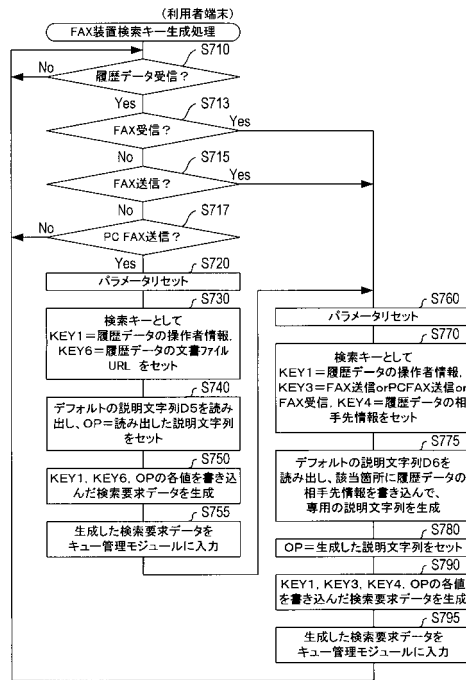 (利用者端末)
FAX装置検索キー生成処理
S710
No
履歴データ受信?
Yes
S713
FAX受信?
Yes
No
S715
FAX送信?
Yes
No
S717
No
PC FAX送信?
Yes
S720
パラメータリセット
S730
検索キーとして
KEY1=履歴データの操作者情報,
KEY6=履歴データの文書ファイル
URL をセット
S740
デフォルトの説明文字列D5を読み
出し、OP=読み出した説明文字列
をセット
S750
KEY1, KEY6, OPの各値を書き込
んだ検索要求データを生成
S755
生成した検索要求データを
キュー管理モジュールに入力
S760
パラメータリセット
S770
検索キーとして
KEY1=履歴データの操作者情報,
KEY3=FAX送信orPCFAX送信or
FAX受信, KEY4=履歴データの相
手先情報をセット
S775
デフォルトの説明文字列D6を
読み出し、該当箇所に履歴データの
相手先情報を書き込んで、
専用の説明文字列を生成
S780
OP=生成した説明文字列をセット
S790
KEY1, KEY3, KEY4, OPの各値
を書き込んだ検索要求データを生成
S795
生成した検索要求データを
キュー管理モジュールに入力